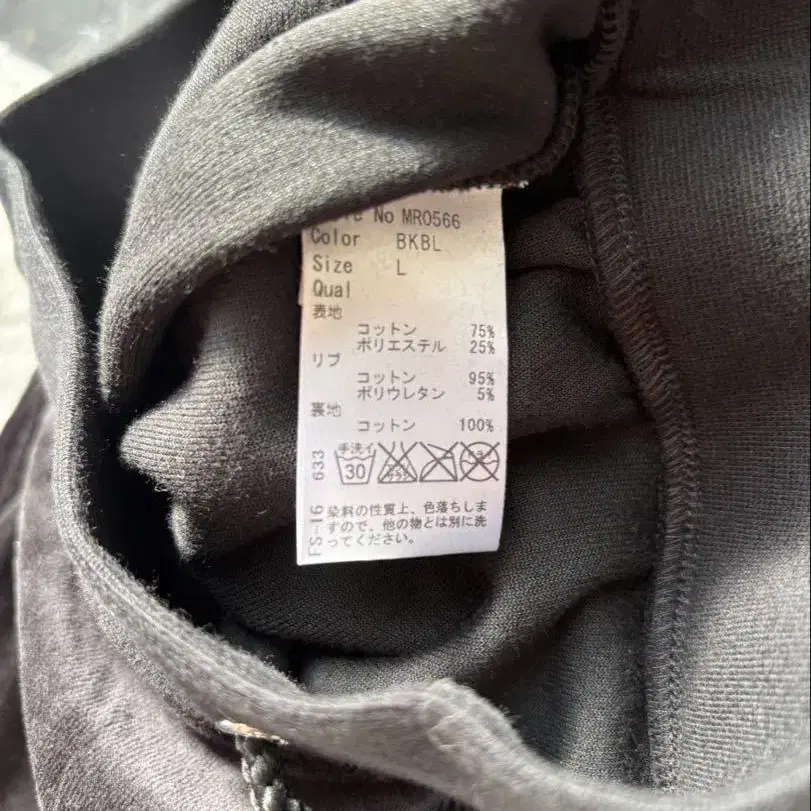 No MR0566
Color BKBL
Size L
Qual
表地
コットン 75%
ポリエステル 25%
リブ
コットン 95%
ポリウレタン 5%
裏地
コットン 100%
手洗イ
30
633
FS-16
染料の性質上、色落ちしま
すので、他の物とは別に洗
ってください。